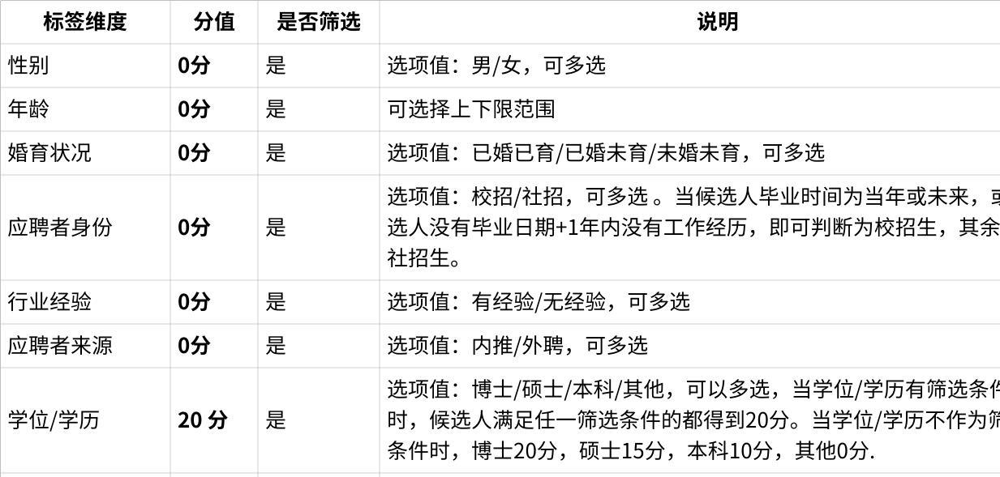 标签维度 分值 是否筛选 说明
性别 0分 是 选项值：男/女，可多选
年龄 0分 是 可选择上下限范围
婚育状况 0分 是 选项值：已婚已育/已婚未育/未婚未育，可多选
应聘者身份 0分 是 选项值：校招/社招，可多选 。当候选人毕业时间为当年或未来，
选人没有毕业日期+1年内没有工作经历，即可判断为校招生，其余
社招生。
行业经验 0分 是 选项值：有经验/无经验，可多选
应聘者来源 0分 是 选项值：内推/外聘，可多选
学位/学历 20 分 是 选项值：博士/硕士/本科/其他，可以多选，当学位/学历有筛选条件
时，候选人满足任一筛选条件的都得到20分。当学位/学历不作为筛
条件时，博士20分，硕士15分，本科10分，其他0分.